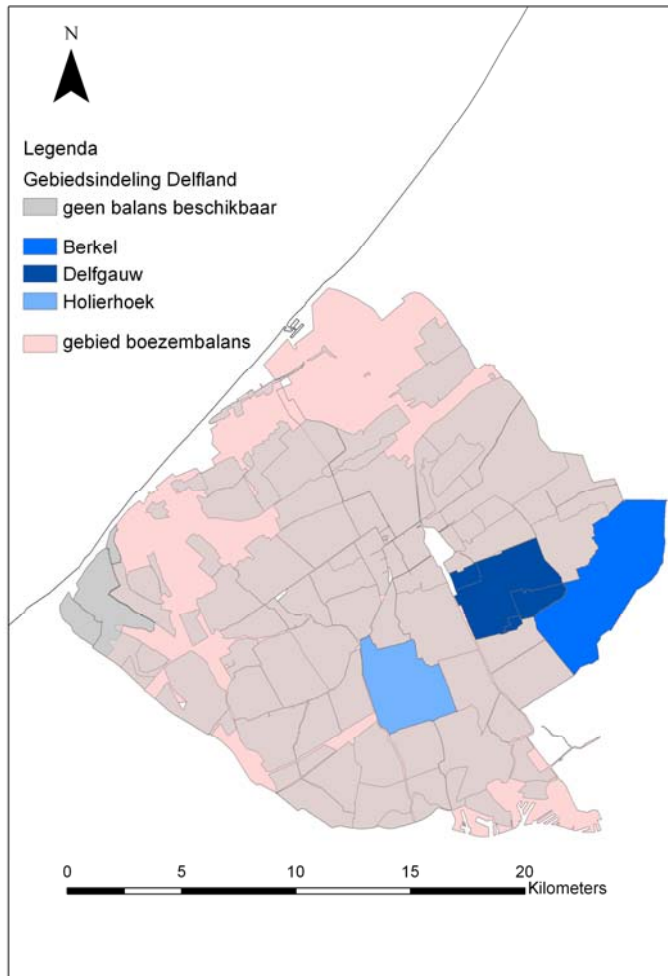 N
Legenda
Gebiedsindeling Delfland
geen balans beschikbaar
Berkel
Delfgauw
Holierhoek
gebied boezembalans
0 5 10 15 20
Kilometers